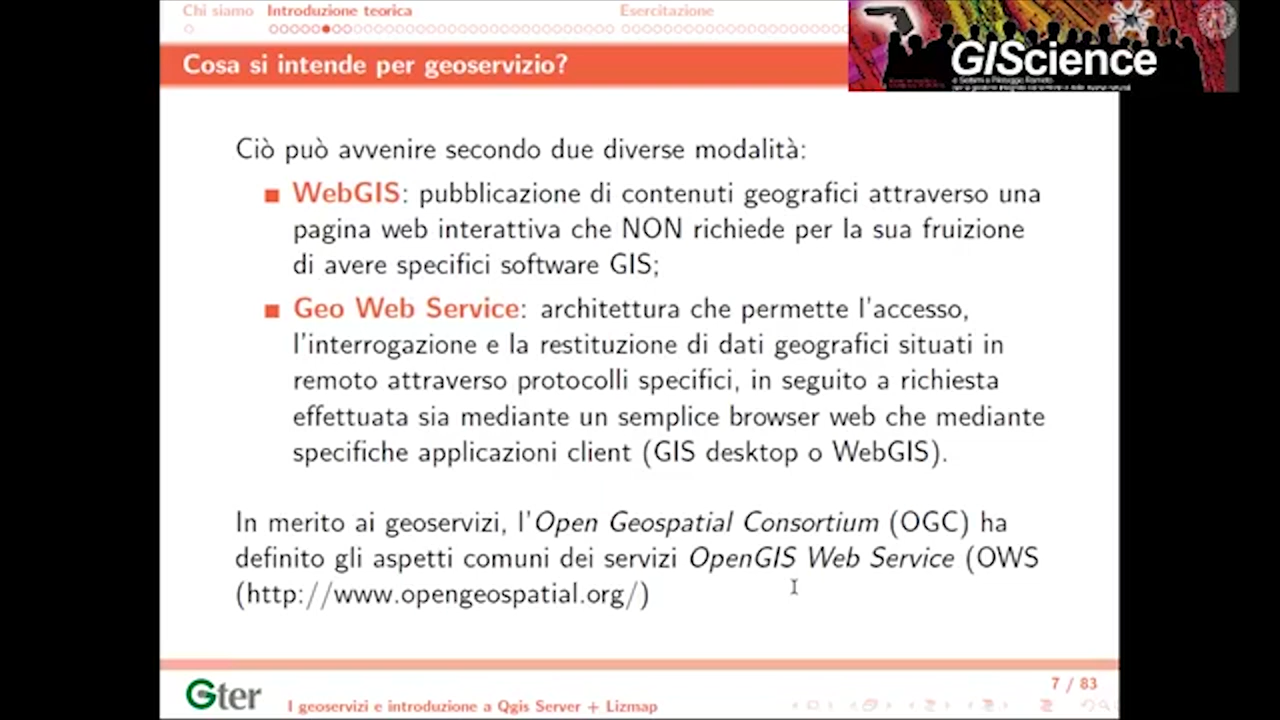 Chi siamo Introduzione teorica Esercitazione
GIScience
Cosa si intende per geoservizio?
Ciò può avvenire secondo due diverse modalità:
WebGIS: pubblicazione di contenuti geografici attraverso una
pagina web interattiva che NON richiede per la sua fruizione
di avere specifici software GIS;
Geo Web Service: architettura che permette l'accesso,
l'interrogazione e la restituzione di dati geografici situati in
remoto attraverso protocolli specifici, in seguito a richiesta
effettuata sia mediante un semplice browser web che mediante
specifiche applicazioni client (GIS desktop o WebGIS).
In merito ai geoservizi, l'Open Geospatial Consortium (OGC) ha
definito gli aspetti comuni dei servizi OpenGIS Web Service (OWS
(http://www.opengeospatial.org/)
7 / 83
Gter
I geoservizi e introduzione a Qgis Server + Lizmap